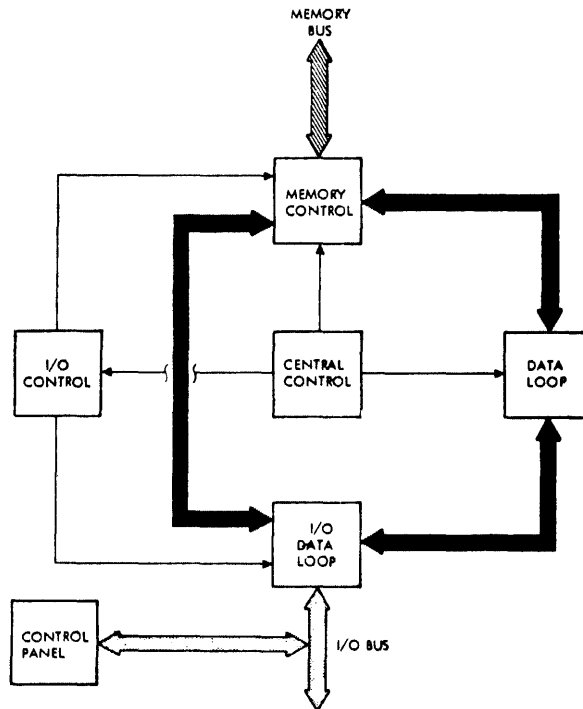 MEMORY
BUS
MEMORY
CONTROL
I/O
CONTROL
CENTRAL
CONTROL
DATA
LOOP
I/O
DATA
LOOP
CONTROL
PANEL
I/O BUS